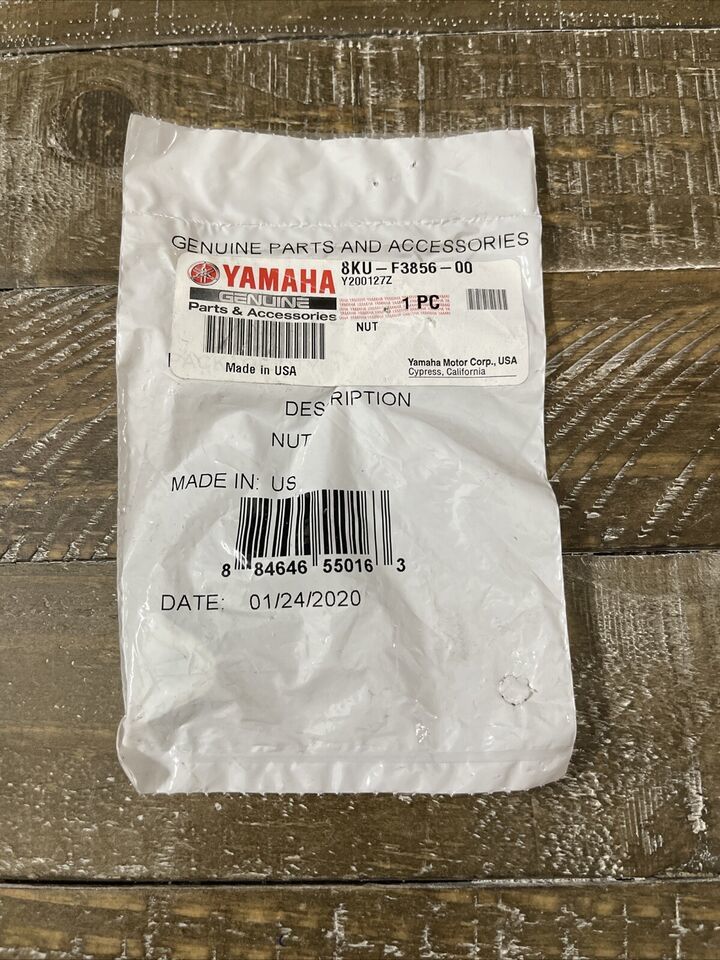 GENUINE PARTS AND ACCESSORIES
YAMAHA
GENUINE
Parts & Accessories
Made in USA
8KU-F3856-00
Y200127Z
1 PC
NUT
Yamaha Motor Corp., USA
Cypress, California
DESCRIPTION
NUT
MADE IN: US
8 84646 55016 3
DATE: 01/24/2020